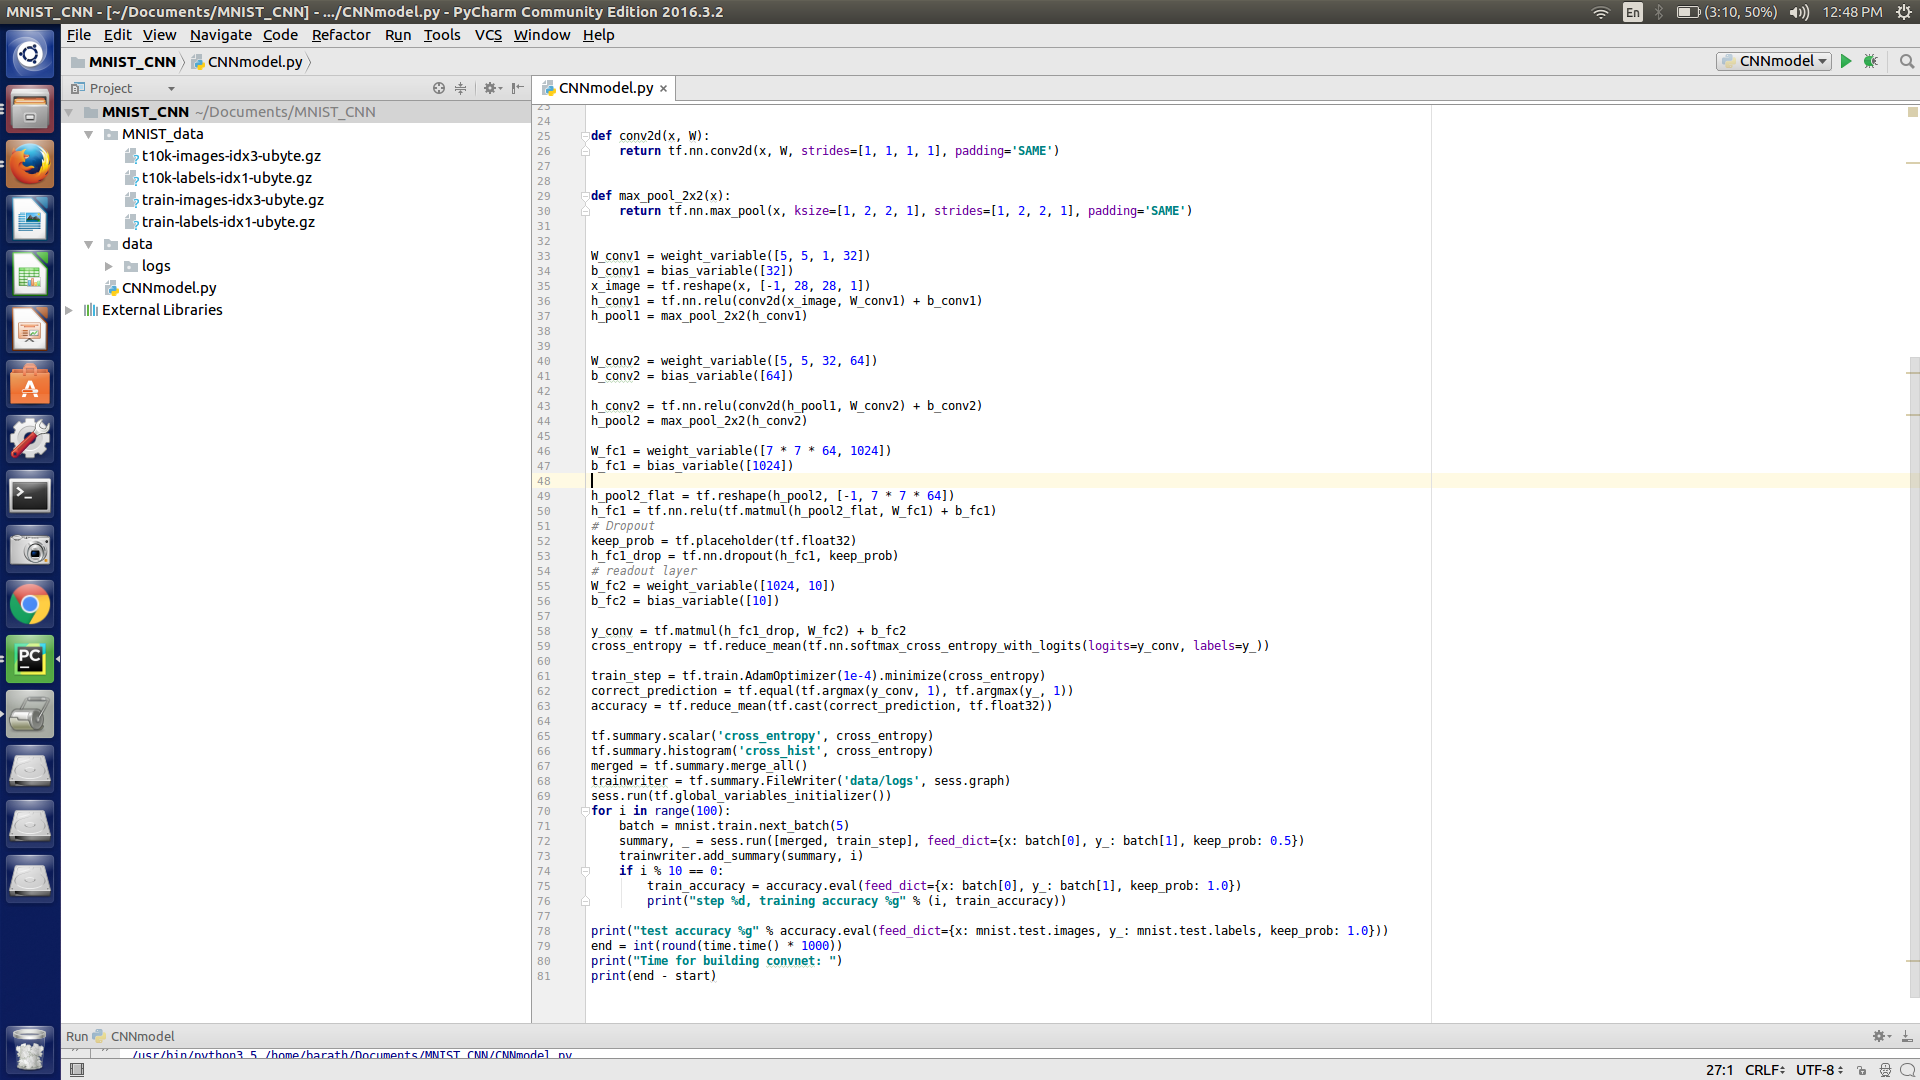 MNIST_CNN - [~/Documents/MNIST_CNN] - .../CNNmodel.py - PyCharm Community Edition 2016.3.2
En (3:10, 50%) 12:48 PM
File Edit View Navigate Code Refactor Run Tools VCS Window Help
MNIST_CNN CNNmodel.py CNNmodel
Project
CNNmodel.py ×
MNIST_CNN ~/Documents/MNIST_CNN
MNIST_data
t10k-images-idx3-ubyte.gz
t10k-labels-idx1-ubyte.gz
train-images-idx3-ubyte.gz
train-labels-idx1-ubyte.gz
data
logs
CNNmodel.py
External Libraries
23
24
25 def conv2d(x, W):
26     return tf.nn.conv2d(x, W, strides=[1, 1, 1, 1], padding='SAME')
27
28
29 def max_pool_2x2(x):
30     return tf.nn.max_pool(x, ksize=[1, 2, 2, 1], strides=[1, 2, 2, 1], padding='SAME')
31
32
33 W_conv1 = weight_variable([5, 5, 1, 32])
34 b_conv1 = bias_variable([32])
35 x_image = tf.reshape(x, [-1, 28, 28, 1])
36 h_conv1 = tf.nn.relu(conv2d(x_image, W_conv1) + b_conv1)
37 h_pool1 = max_pool_2x2(h_conv1)
38
39
40 W_conv2 = weight_variable([5, 5, 32, 64])
41 b_conv2 = bias_variable([64])
42
43 h_conv2 = tf.nn.relu(conv2d(h_pool1, W_conv2) + b_conv2)
44 h_pool2 = max_pool_2x2(h_conv2)
45
46 W_fc1 = weight_variable([7 * 7 * 64, 1024])
47 b_fc1 = bias_variable([1024])
48
49 h_pool2_flat = tf.reshape(h_pool2, [-1, 7 * 7 * 64])
50 h_fc1 = tf.nn.relu(tf.matmul(h_pool2_flat, W_fc1) + b_fc1)
51 # Dropout
52 keep_prob = tf.placeholder(tf.float32)
53 h_fc1_drop = tf.nn.dropout(h_fc1, keep_prob)
54 # readout layer
55 W_fc2 = weight_variable([1024, 10])
56 b_fc2 = bias_variable([10])
57
58 y_conv = tf.matmul(h_fc1_drop, W_fc2) + b_fc2
59 cross_entropy = tf.reduce_mean(tf.nn.softmax_cross_entropy_with_logits(logits=y_conv, labels=y_))
60
61 train_step = tf.train.AdamOptimizer(1e-4).minimize(cross_entropy)
62 correct_prediction = tf.equal(tf.argmax(y_conv, 1), tf.argmax(y_, 1))
63 accuracy = tf.reduce_mean(tf.cast(correct_prediction, tf.float32))
64
65 tf.summary.scalar('cross_entropy', cross_entropy)
66 tf.summary.histogram('cross_hist', cross_entropy)
67 merged = tf.summary.merge_all()
68 trainwriter = tf.summary.FileWriter('data/logs', sess.graph)
69 sess.run(tf.global_variables_initializer())
70 for i in range(100):
71     batch = mnist.train.next_batch(5)
72     summary, _ = sess.run([merged, train_step], feed_dict={x: batch[0], y_: batch[1], keep_prob: 0.5})
73     trainwriter.add_summary(summary, i)
74     if i % 10 == 0:
75         train_accuracy = accuracy.eval(feed_dict={x: batch[0], y_: batch[1], keep_prob: 1.0})
76         print("step %d, training accuracy %g" % (i, train_accuracy))
77
78 print("test accuracy %g" % accuracy.eval(feed_dict={x: mnist.test.images, y_: mnist.test.labels, keep_prob: 1.0}))
79 end = int(round(time.time() * 1000))
80 print("Time for building convnet: ")
81 print(end - start)
Run CNNmodel
/usr/bin/python3.5 /home/barath/Documents/MNIST_CNN/CNNmodel.py
27:1 CRLF UTF-8